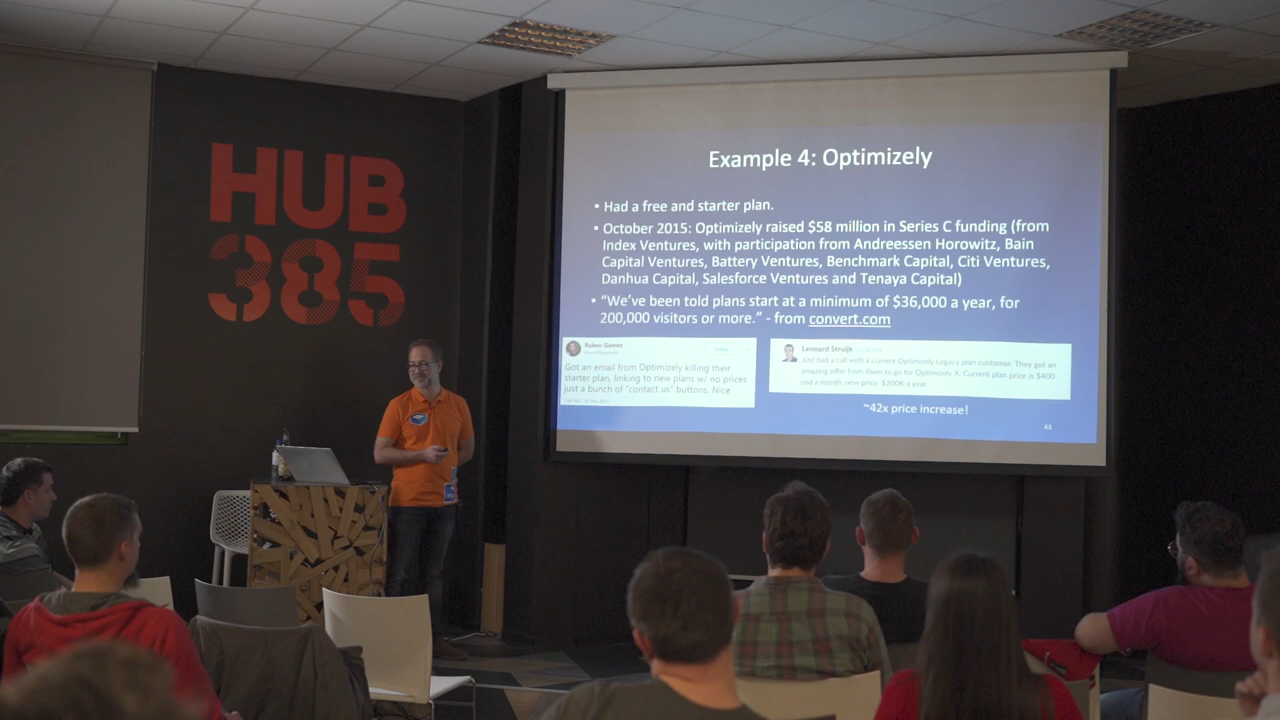 HUB
385
Example 4: Optimizely
▪ Had a free and starter plan.
▪ October 2015: Optimizely raised $58 million in Series C funding (from
Index Ventures, with participation from Andreessen Horowitz, Bain
Capital Ventures, Battery Ventures, Benchmark Capital, Citi Ventures,
Danhua Capital, Salesforce Ventures and Tenaya Capital)
▪ “We’ve been told plans start at a minimum of $36,000 a year, for
200,000 visitors or more.” - from convert.com
Ruben Gamez
Got an email from Optimizely killing their
starter plan, linking to new plans w/ no prices
just a bunch of "contact us" buttons. Nice
Lennard Struijk
Just had a call with a current Optimizely Legacy plan customer. They got an
amazing offer from them to go for Optimizely X. Current plan price is $400
usd a month, new price: $200K a year.
~42x price increase!
43